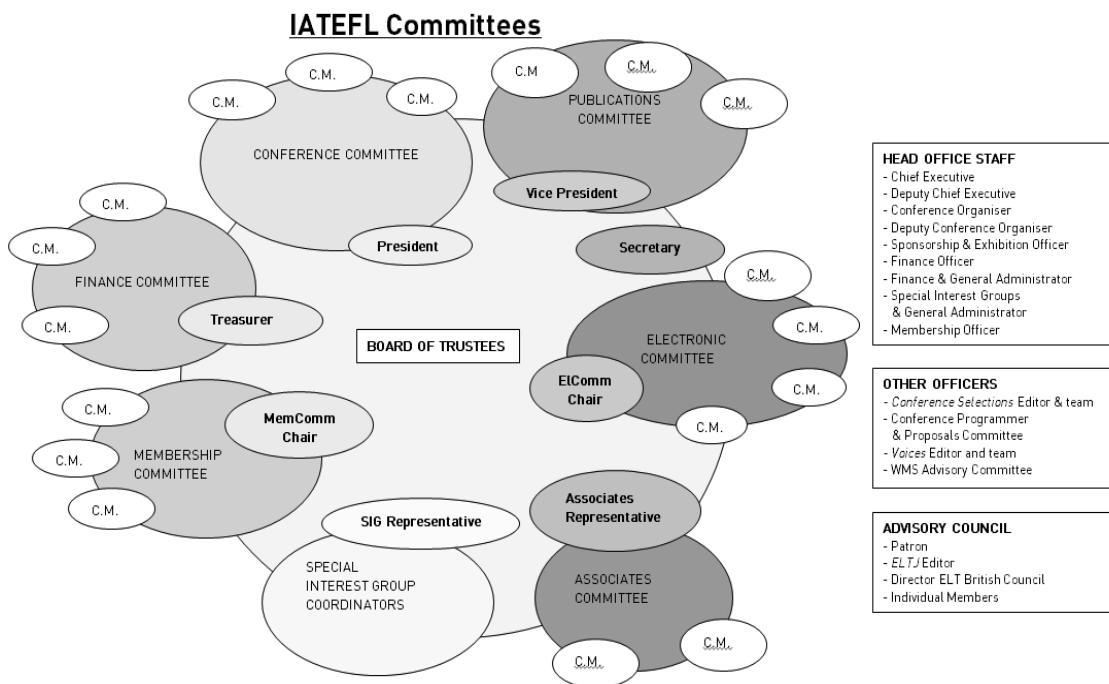 IATEFL Committees
C.M.
C.M.
C.M.
CONFERENCE COMMITTEE
President
C.M
C.M.
C.M.
PUBLICATIONS
COMMITTEE
Vice President
Secretary
C.M.
C.M.
C.M.
FINANCE COMMITTEE
Treasurer
BOARD OF TRUSTEES
C.M.
C.M.
C.M.
C.M.
ELECTRONIC
COMMITTEE
ElComm
Chair
C.M.
C.M.
C.M.
MemComm
Chair
MEMBERSHIP
COMMITTEE
SIG Representative
SPECIAL
INTEREST GROUP
COORDINATORS
Associates
Representative
ASSOCIATES
COMMITTEE
C.M.
C.M.
HEAD OFFICE STAFF
- Chief Executive
- Deputy Chief Executive
- Conference Organiser
- Deputy Conference Organiser
- Sponsorship & Exhibition Officer
- Finance Officer
- Finance & General Administrator
- Special Interest Groups
& General Administrator
- Membership Officer
OTHER OFFICERS
- Conference Selections Editor & team
- Conference Programmer
& Proposals Committee
- Voices Editor and team
- WMS Advisory Committee
ADVISORY COUNCIL
- Patron
- ELTJ Editor
- Director ELT British Council
- Individual Members